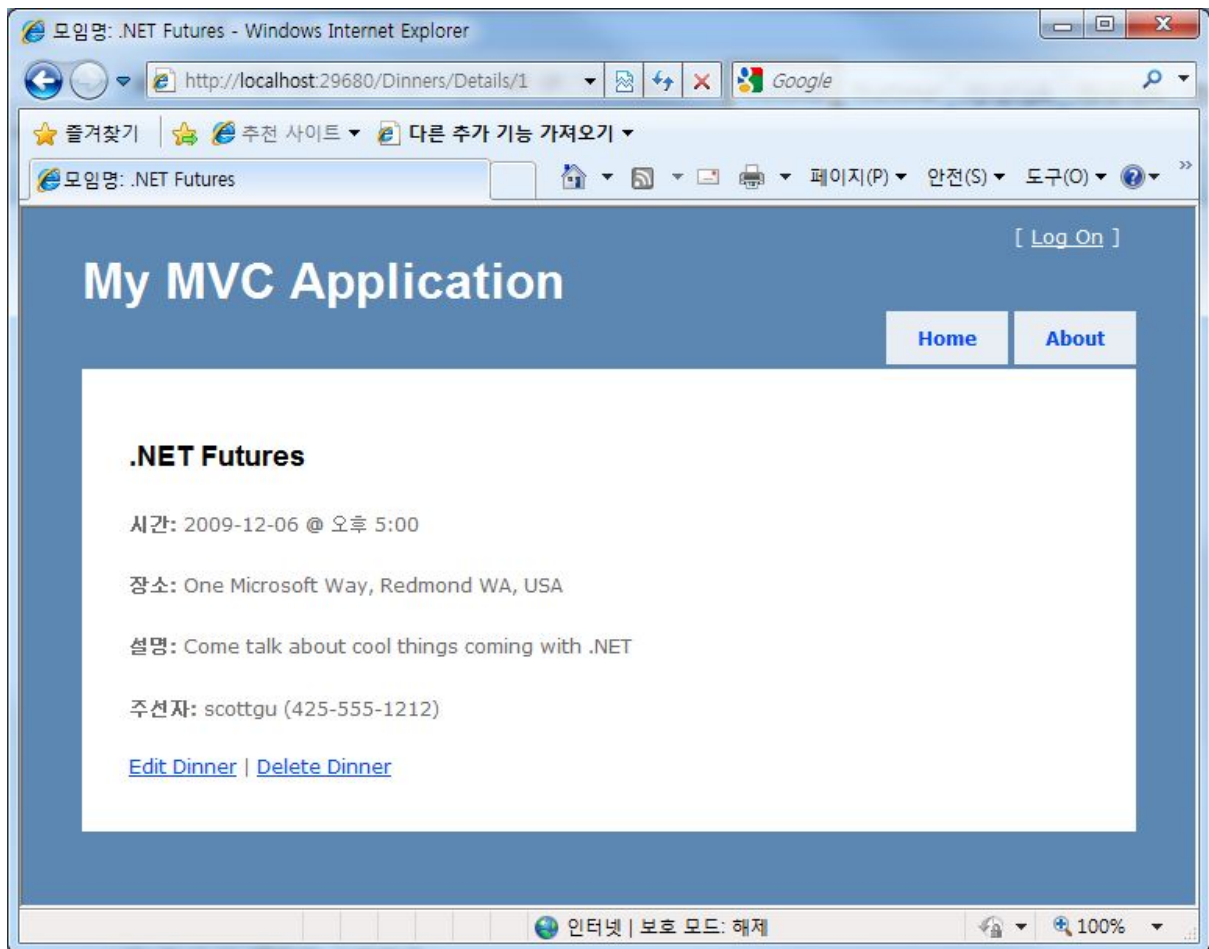 모임명: .NET Futures - Windows Internet Explorer
http://localhost:29680/Dinners/Details/1
Google
즐겨찾기
추천 사이트
다른 추가 기능 가져오기
모임명: .NET Futures
페이지(P)
안전(S)
도구(O)
[ Log On ]
My MVC Application
Home
About
.NET Futures
시간: 2009-12-06 @ 오후 5:00
장소: One Microsoft Way, Redmond WA, USA
설명: Come talk about cool things coming with .NET
주선자: scottgu (425-555-1212)
Edit Dinner | Delete Dinner
인터넷 | 보호 모드: 해제
100%